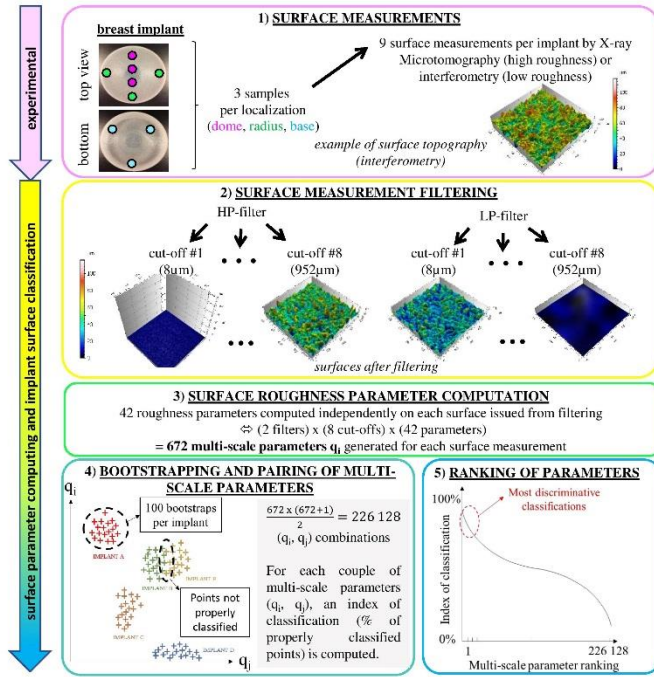 experimental
surface parameter computing and implant surface classification
1) SURFACE MEASUREMENTS
breast implant
top view
bottom
3 samples
per localization
(dome, radius, base)
9 surface measurements per implant by X-ray
Microtomography (high roughness) or
interferometry (low roughness)
example of surface topography
(interferometry)
2) SURFACE MEASUREMENT FILTERING
HP-filter
LP-filter
cut-off #1
(8µm)
cut-off #8
(952µm)
cut-off #1
(8µm)
cut-off #8
(952µm)
surfaces after filtering
3) SURFACE ROUGHNESS PARAMETER COMPUTATION
42 roughness parameters computed independently on each surface issued from filtering
⇔ (2 filters) x (8 cut-offs) x (42 parameters)
= 672 multi-scale parameters qi generated for each surface measurement
4) BOOTSTRAPPING AND PAIRING OF MULTI-
SCALE PARAMETERS
qi
100 bootstraps
per implant
IMPLANT A
IMPLANT B
Points not
properly
classified
IMPLANT C
IMPLANT D
qj
672 x (672+1)
2
= 226 128
(qi, qj) combinations
For each couple of
multi-scale parameters
(qi, qj), an index of
classification (% of
properly classified
points) is computed.
5) RANKING OF PARAMETERS
100%
Most discriminative
classifications
Index of classification
0%
1
226 128
Multi-scale parameter ranking